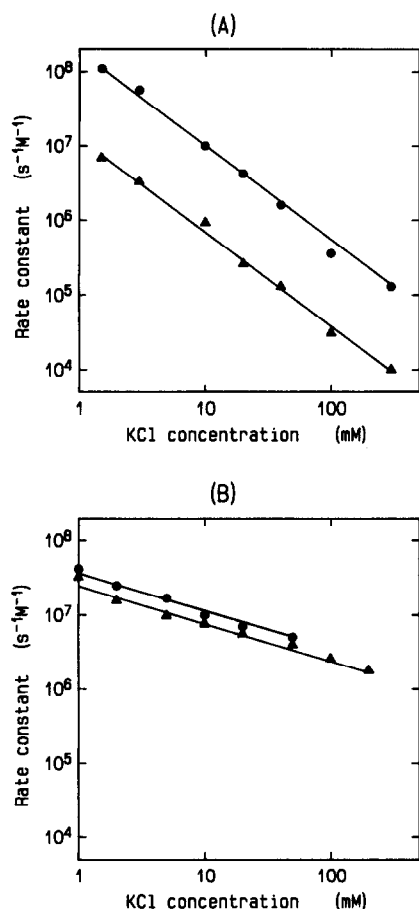 (A)
Rate constant (s⁻¹M⁻¹)
10⁸
10⁷
10⁶
10⁵
10⁴
1 10 100
KCl concentration (mM)
(B)
Rate constant (s⁻¹M⁻¹)
10⁸
10⁷
10⁶
10⁵
10⁴
1 10 100
KCl concentration (mM)